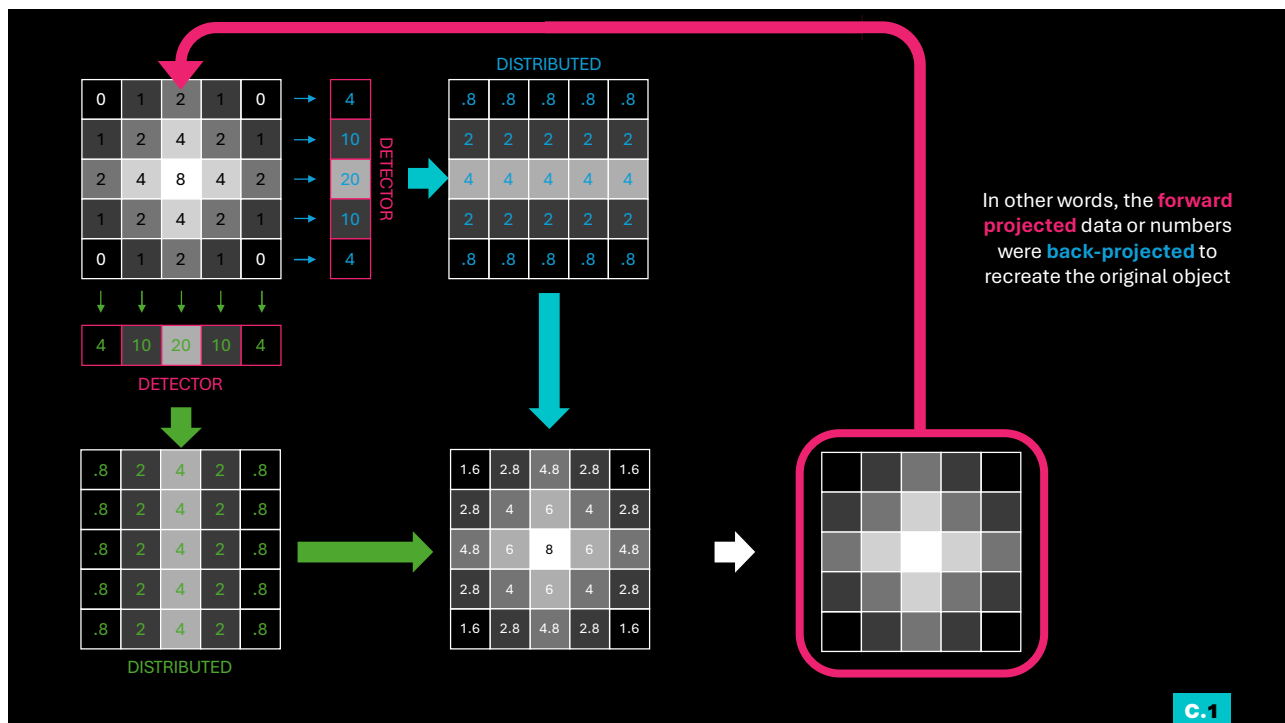 DISTRIBUTED
0 1 2 1 0 → 4
.8 .8 .8 .8 .8
1 2 4 2 1 → 10
2 2 2 2 2
2 4 8 4 2 → 20
4 4 4 4 4
1 2 4 2 1 → 10
2 2 2 2 2
0 1 2 1 0 → 4
.8 .8 .8 .8 .8
DETECTOR
In other words, the forward
projected data or numbers
were back-projected to
recreate the original object
4 10 20 10 4
DETECTOR
.8 2 4 2 .8
.8 2 4 2 .8
.8 2 4 2 .8
.8 2 4 2 .8
.8 2 4 2 .8
DISTRIBUTED
1.6 2.8 4.8 2.8 1.6
2.8 4 6 4 2.8
4.8 6 8 6 4.8
2.8 4 6 4 2.8
1.6 2.8 4.8 2.8 1.6
C.1